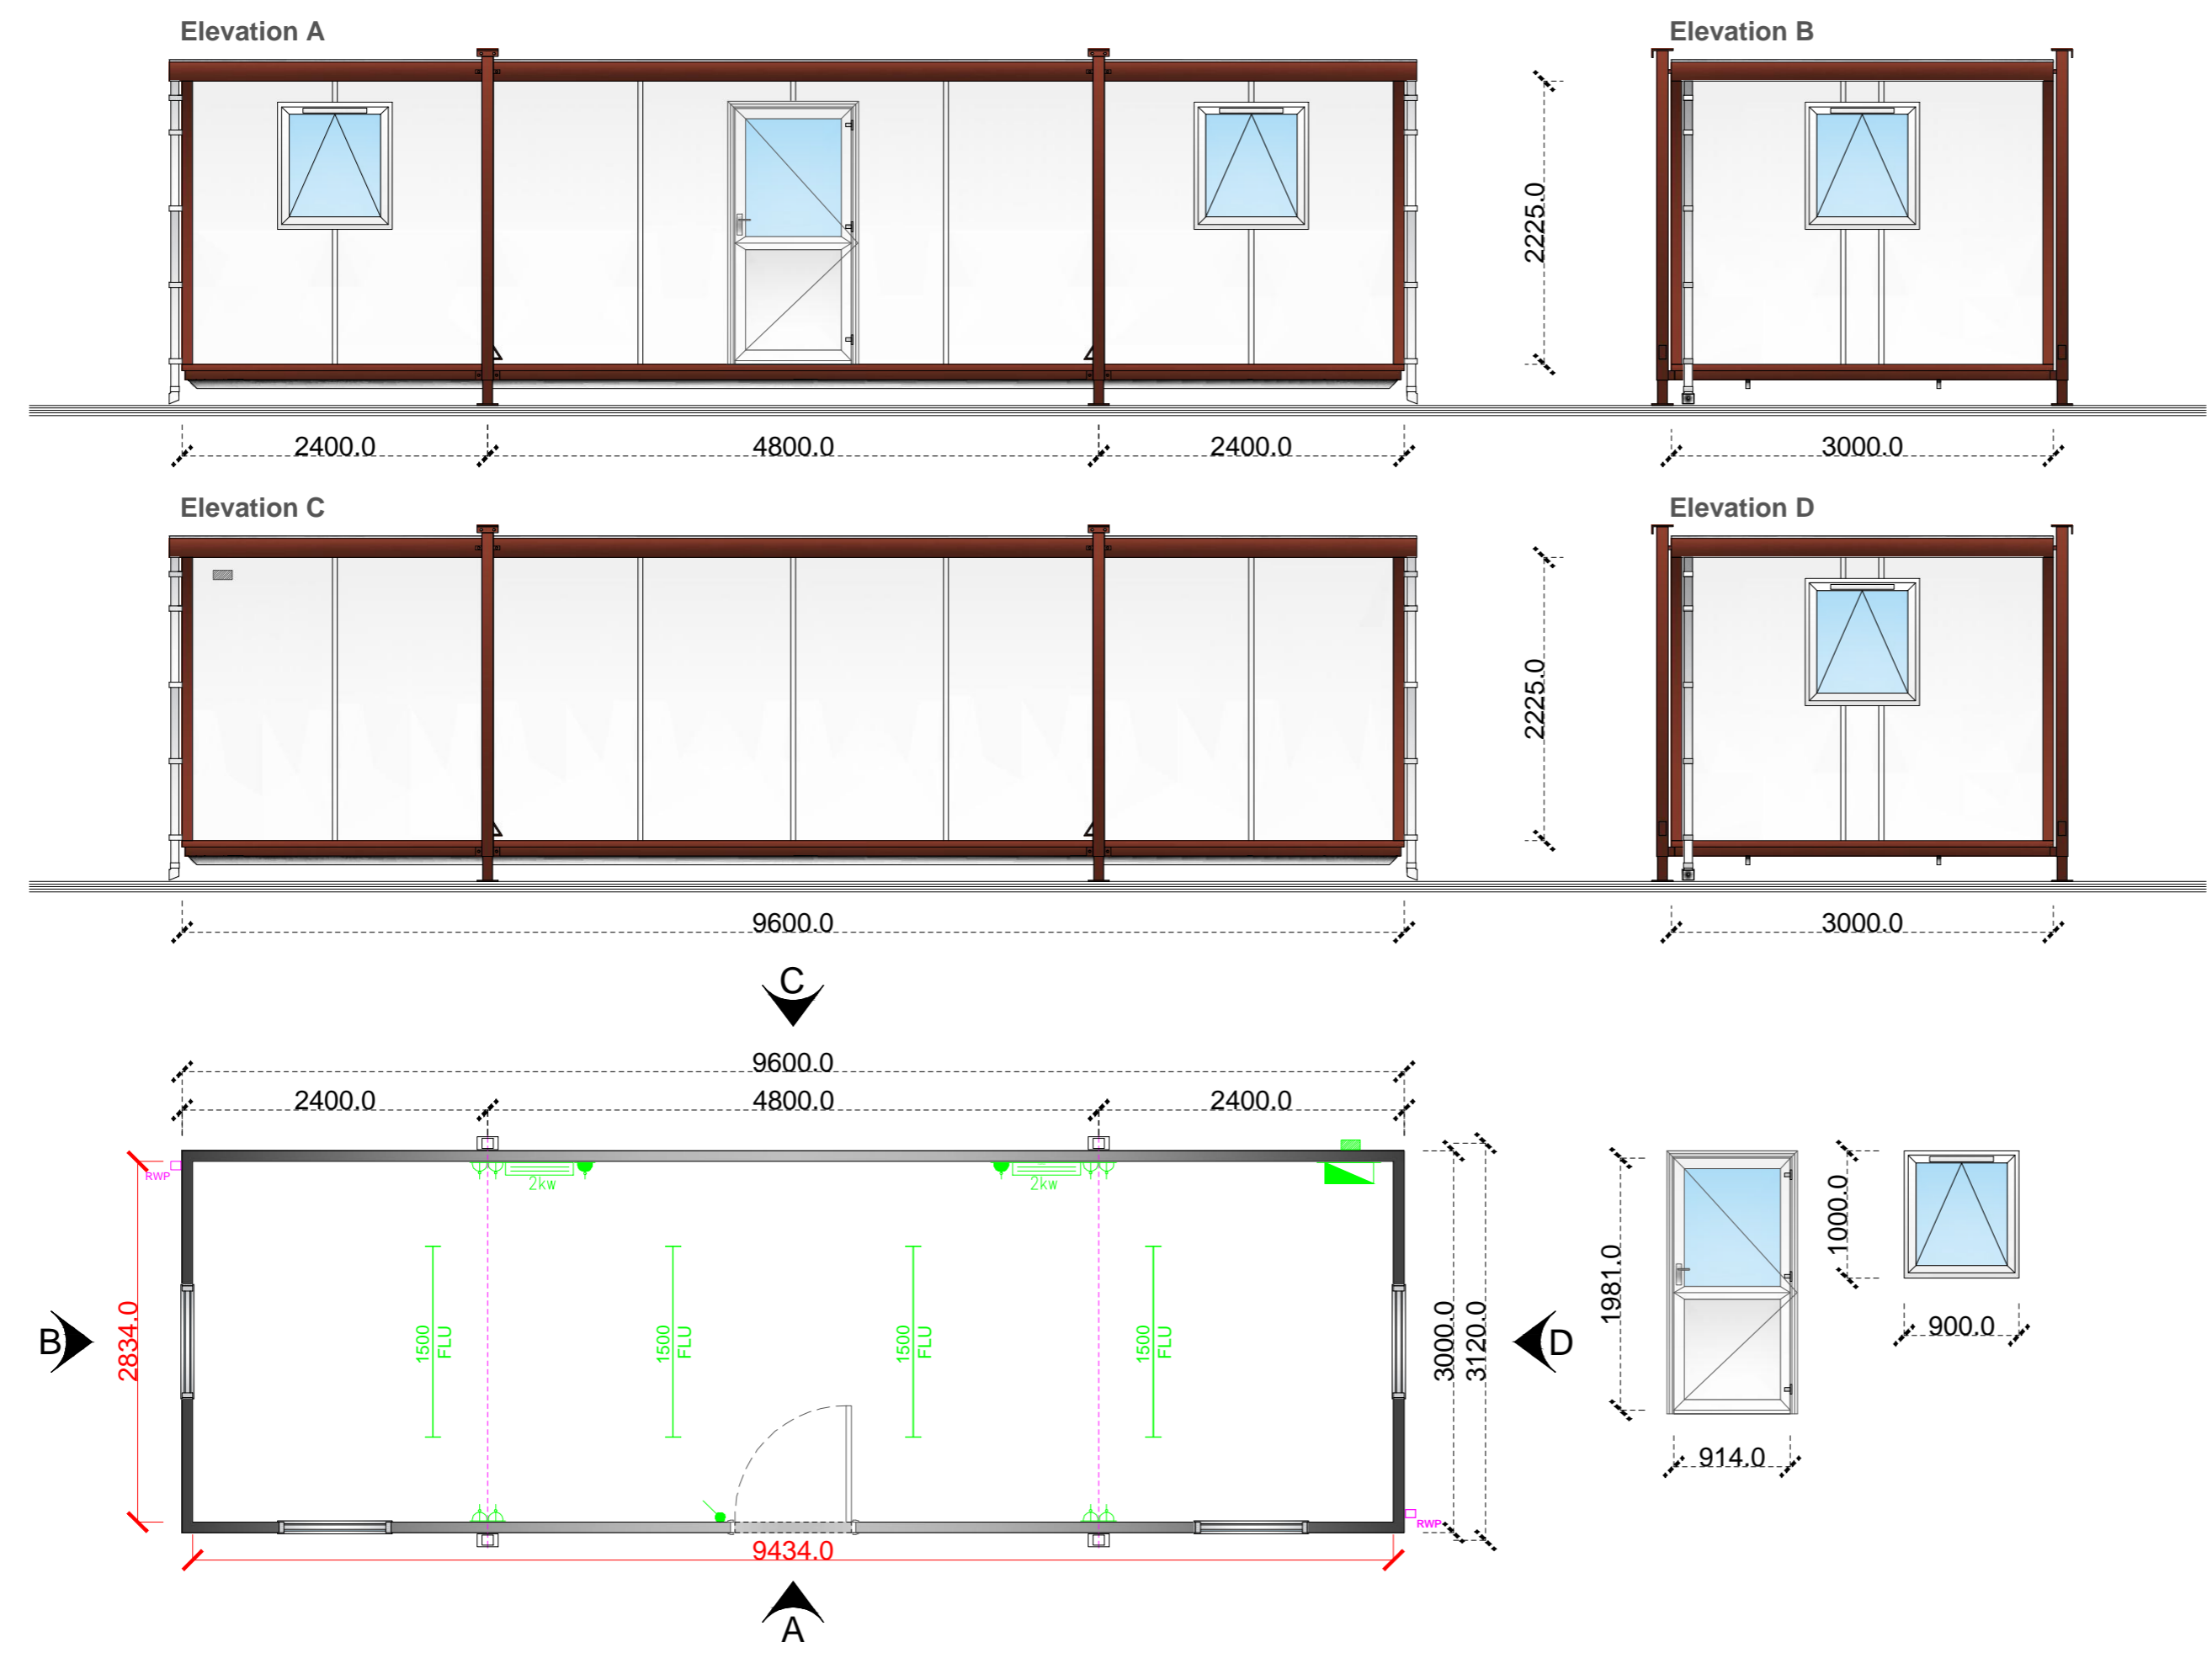 Elevation A
Elevation B
2225.0
2400.0
4800.0
2400.0
3000.0
Elevation C
Elevation D
2225.0
9600.0
3000.0
C
9600.0
2400.0
4800.0
2400.0
RWP
2kw
2kw
B
2834.0
1500
FLU
1500
FLU
1500
FLU
1500
FLU
3000.0
3120.0
D
1981.0
1000.0
900.0
914.0
RWP
9434.0
A